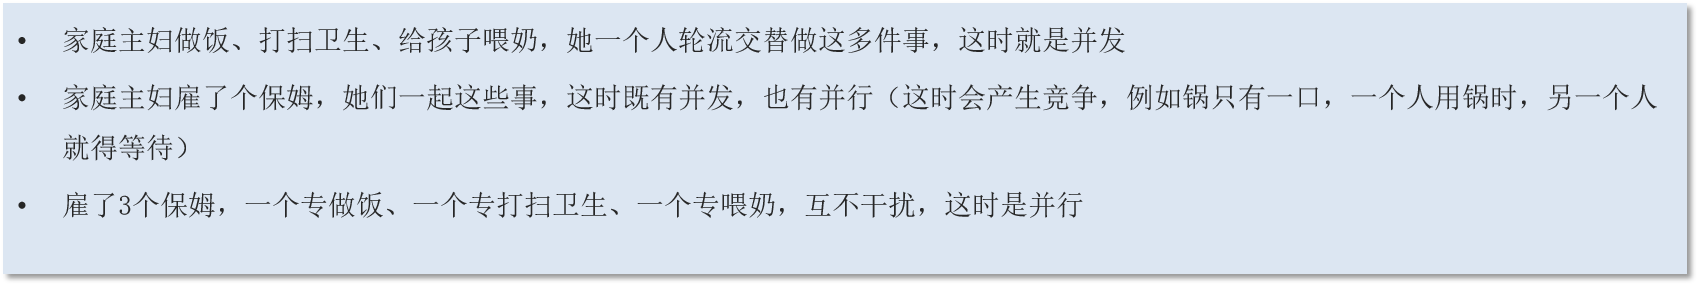 • 家庭主妇做饭、打扫卫生、给孩子喂奶，她一个人轮流交替做这多件事，这时就是并发
• 家庭主妇雇了个保姆，她们一起这些事，这时既有并发，也有并行（这时会产生竞争，例如锅只有一口，一个人用锅时，另一个人
就得等待）
• 雇了3个保姆，一个专做饭、一个专打扫卫生、一个专喂奶，互不干扰，这时是并行